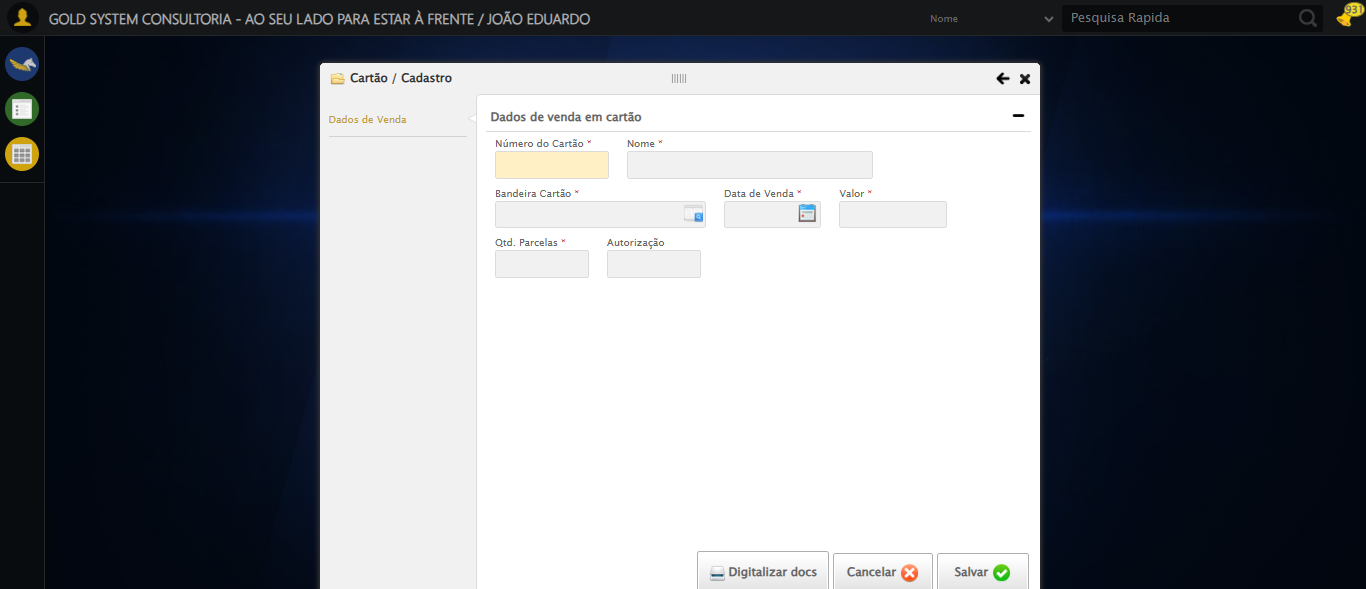 GOLD SYSTEM CONSULTORIA - AO SEU LADO PARA ESTAR À FRENTE / JOÃO EDUARDO
Nome
Pesquisa Rapida
931
Cartão / Cadastro
Dados de Venda
Dados de venda em cartão
Número do Cartão * Nome *
Bandeira Cartão * Data de Venda * Valor *
Qtd. Parcelas * Autorização
Digitalizar docs Cancelar Salvar